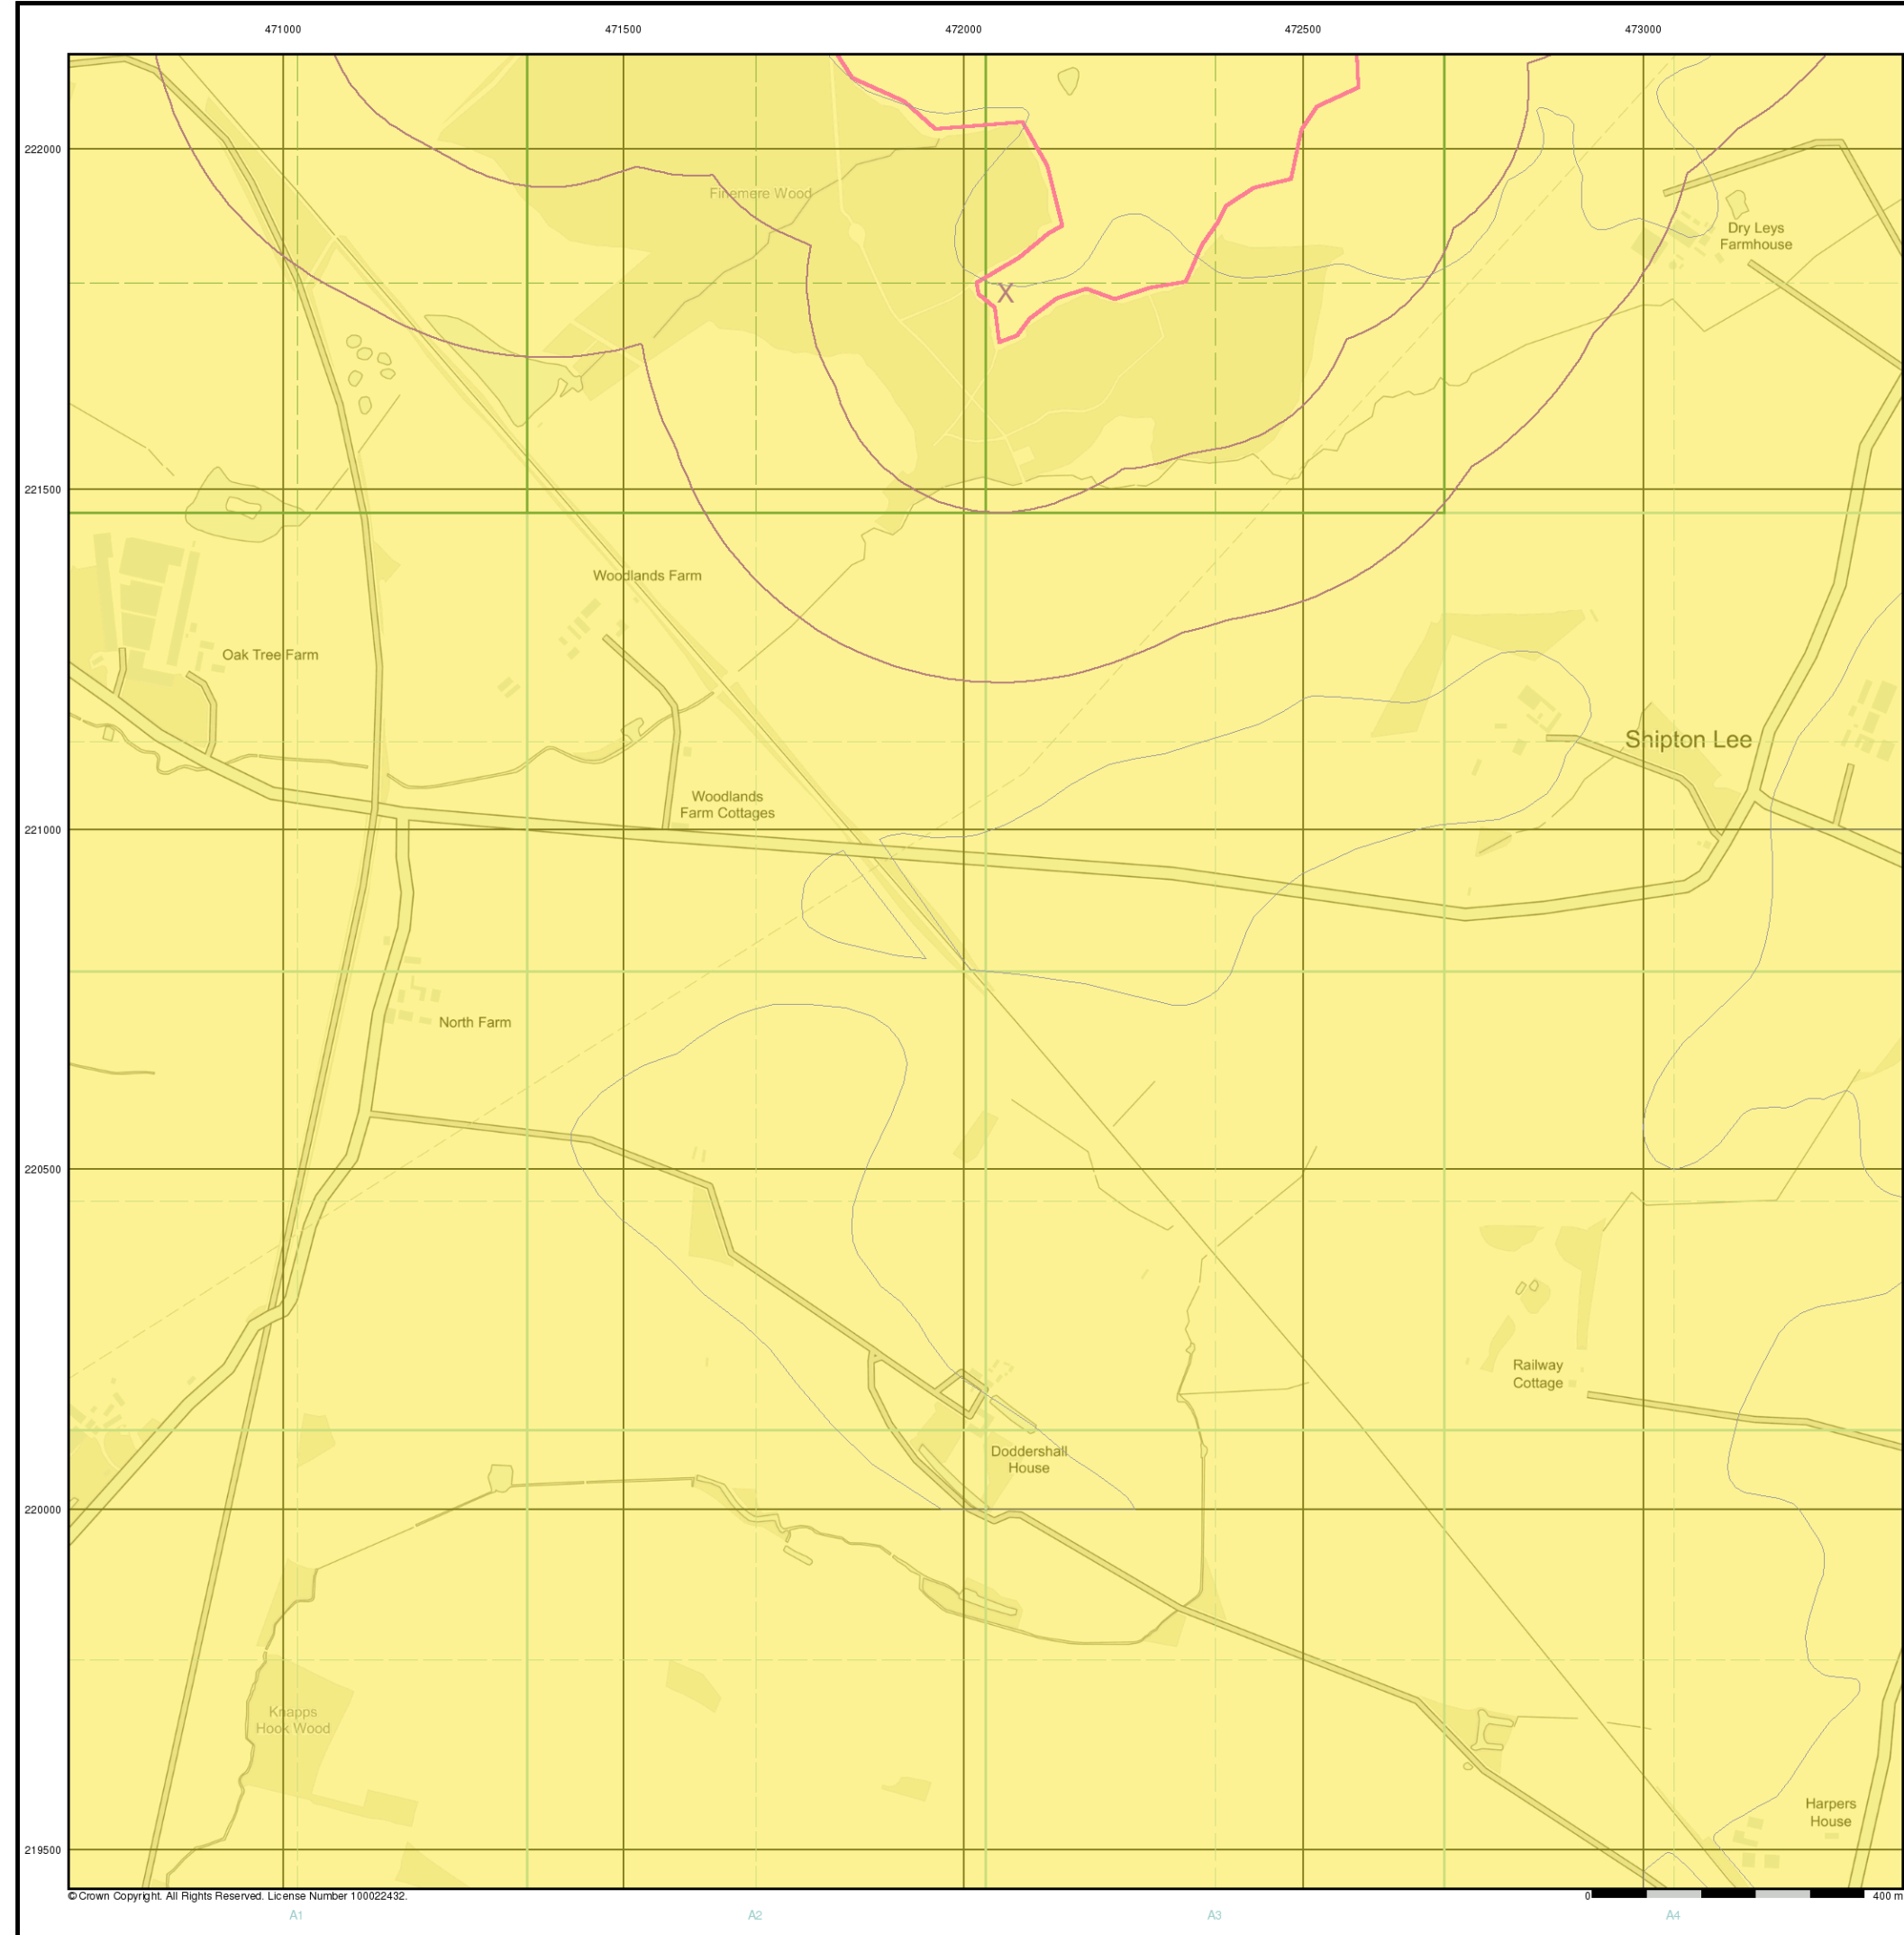 471000 471500 472000 472500 473000
222000
Finemere Wood
Dry Leys
Farmhouse
X
221500
Woodlands Farm
Oak Tree Farm
Shipton Lee
Woodlands
Farm Cottages
221000
North Farm
220500
Railway
Cottage
Doddershall
House
220000
Knapps
Hook Wood
Harpers
House
219500
© Crown Copyright. All Rights Reserved. License Number 100022432.
0 400 m
A1 A2 A3 A4